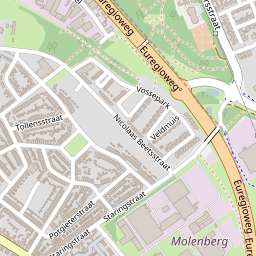 Euregioweg
Euregioweg
Vossepark
Veldmuis
Nicolaas Beetsstraat
Tollensstraat
Potgieterstraat
Staringstraat
Staringstraat
Molenberg
Euregioweg